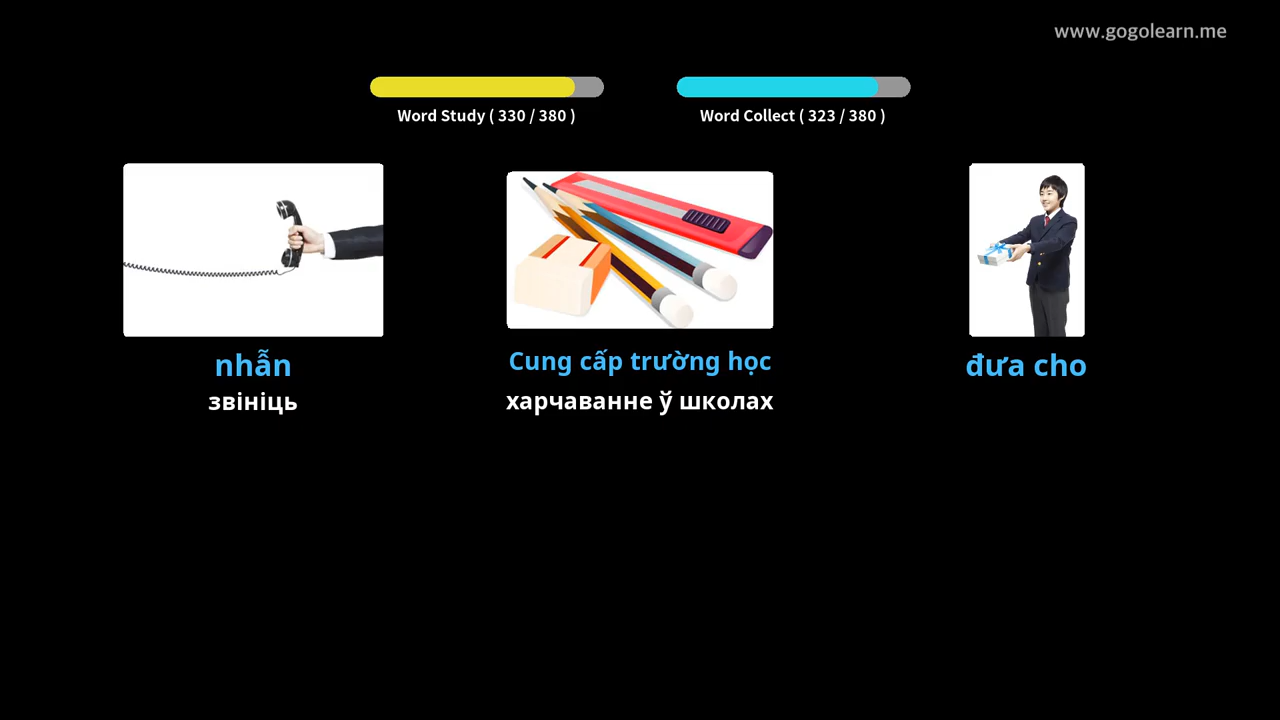 www.gogolearn.me
Word Study ( 330 / 380 )
Word Collect ( 323 / 380 )
nhẫn
звініць
Cung cấp trường học
харчаванне ў школах
đưa cho